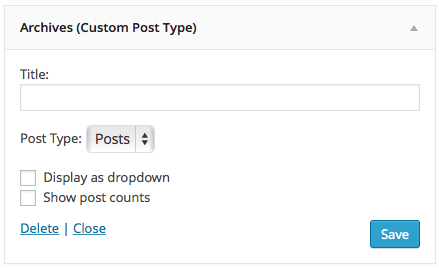 Archives (Custom Post Type)
Title:
Post Type: Posts
Display as dropdown
Show post counts
Delete | Close Save